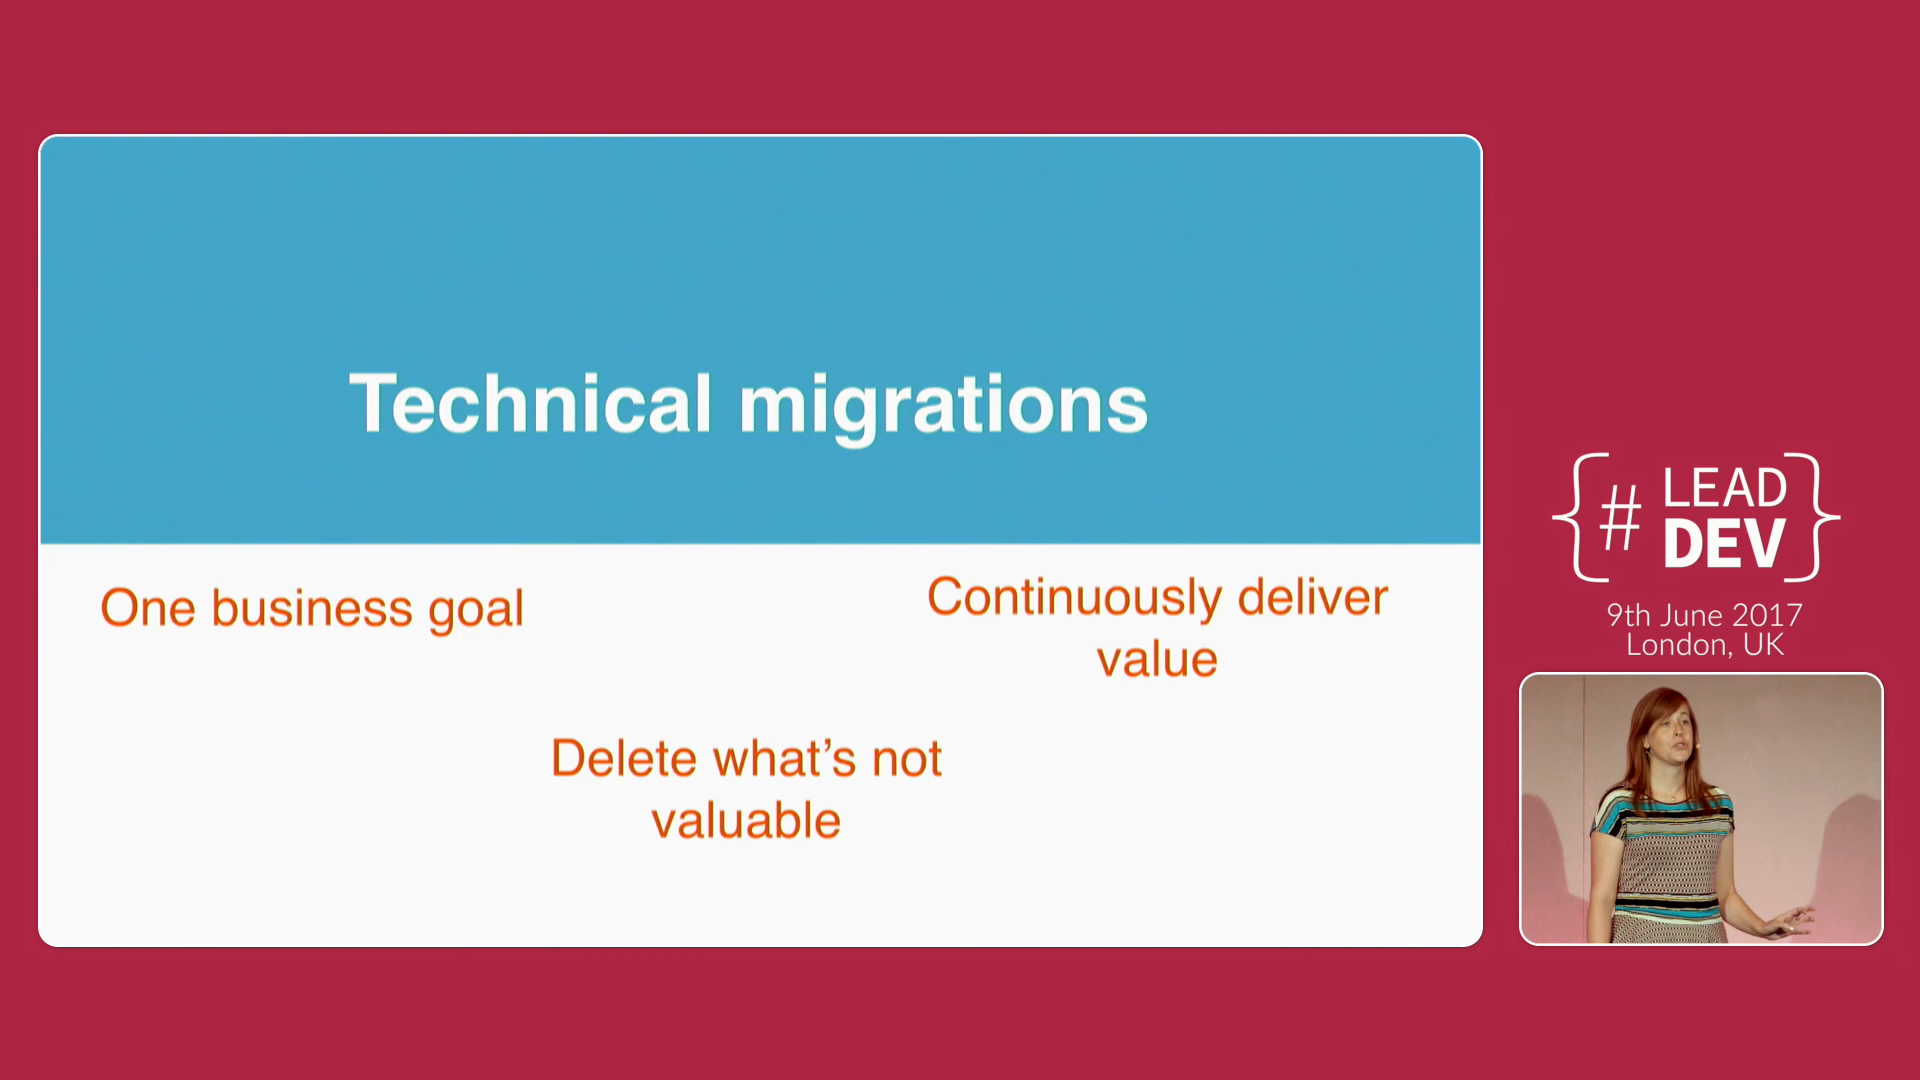 Technical migrations
One business goal
Continuously deliver
value
Delete what's not
valuable
{# LEAD
DEV}
9th June 2017
London, UK